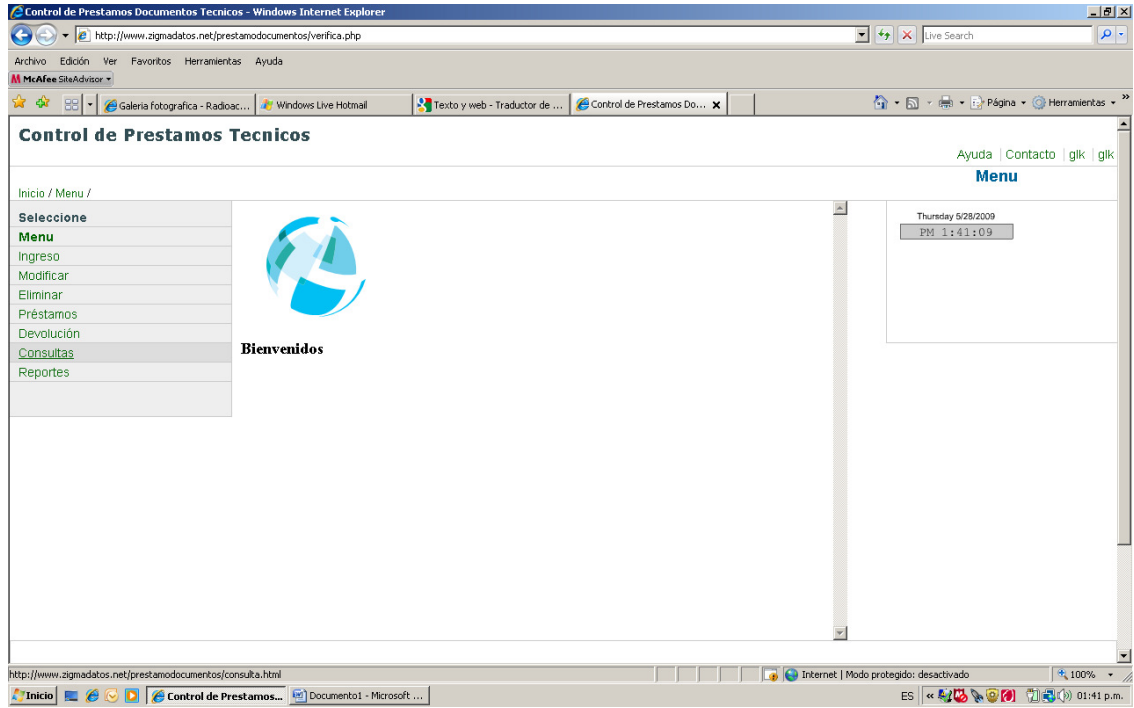 Control de Prestamos Documentos Tecnicos - Windows Internet Explorer
http://www.zigmadatos.net/prestamodocumentos/verifica.php
Live Search
Archivo Edición Ver Favoritos Herramientas Ayuda
McAfee SiteAdvisor
Galeria fotografica - Radioac... Windows Live Hotmail Texto y web - Traductor de ... Control de Prestamos Do... Página Herramientas
Control de Prestamos Tecnicos
Ayuda | Contacto | glk | glk
Menu
Inicio / Menu /
Seleccione
Menu
Ingreso
Modificar
Eliminar
Préstamos
Devolución
Consultas
Reportes
Bienvenidos
Thursday 5/28/2009
PM 1:41:09
http://www.zigmadatos.net/prestamodocumentos/consulta.html
Internet | Modo protegido: desactivado
100%
Inicio
Control de Prestamos...
Documento1 - Microsoft ...
ES
01:41 p.m.